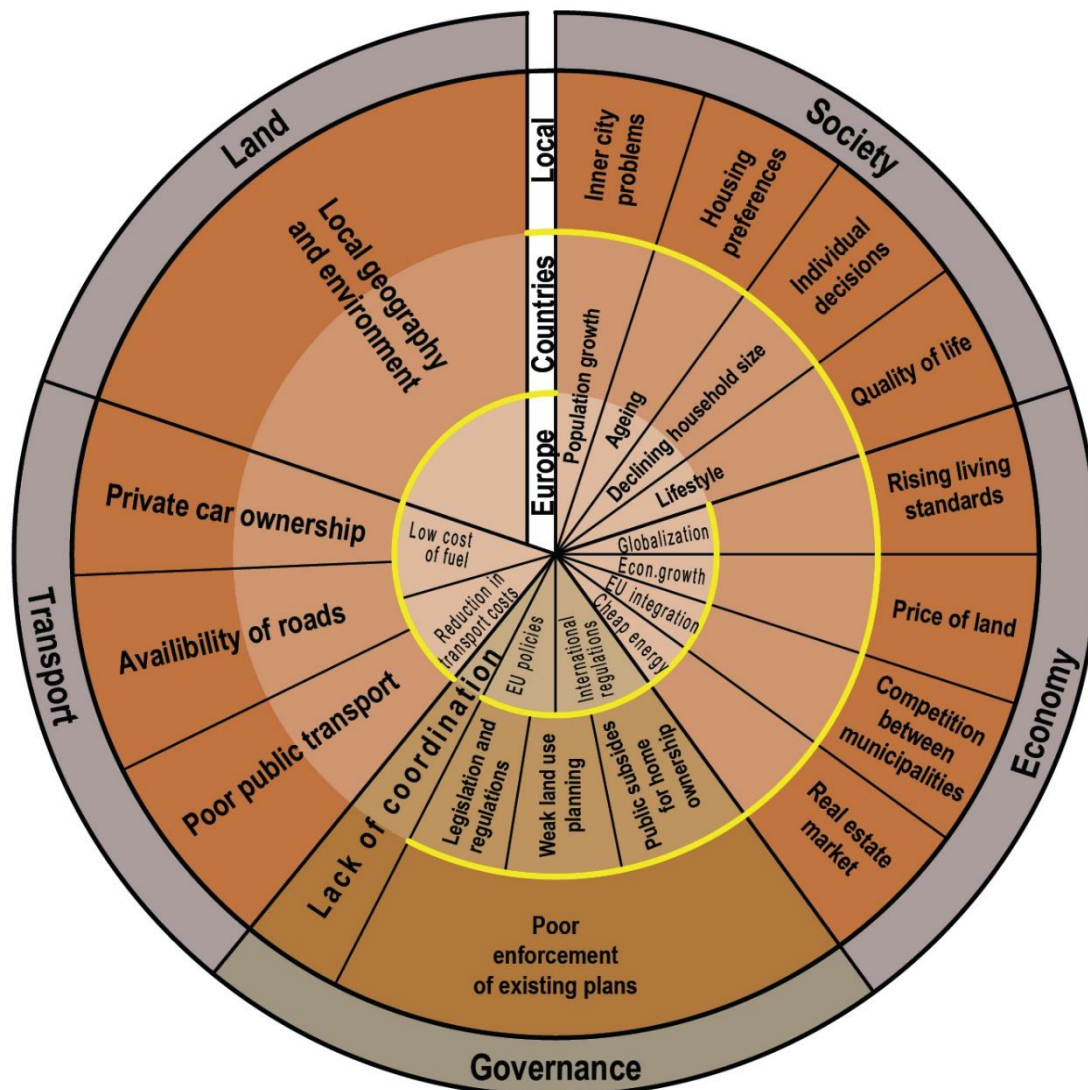 Land
Society
Economy
Governance
Transport
Local
Countries
Europe
Inner city
problems
Housing
preferences
Individual
decisions
Quality of life
Population growth
Ageing
Declining household size
Lifestyle
Rising living
standards
Price of land
Competition
between
municipalities
Real estate
market
Globalization
Econ.growth
EU integration
Cheap energy
International
regulations
EU policies
Public subsides
for home
ownership
Weak land use
planning
Legislation and
regulations
Poor
enforcement
of existing plans
Lack of coordination
Reduction in
transport costs
Low cost
of fuel
Poor public transport
Availibility of roads
Private car ownership
Local geography
and environment